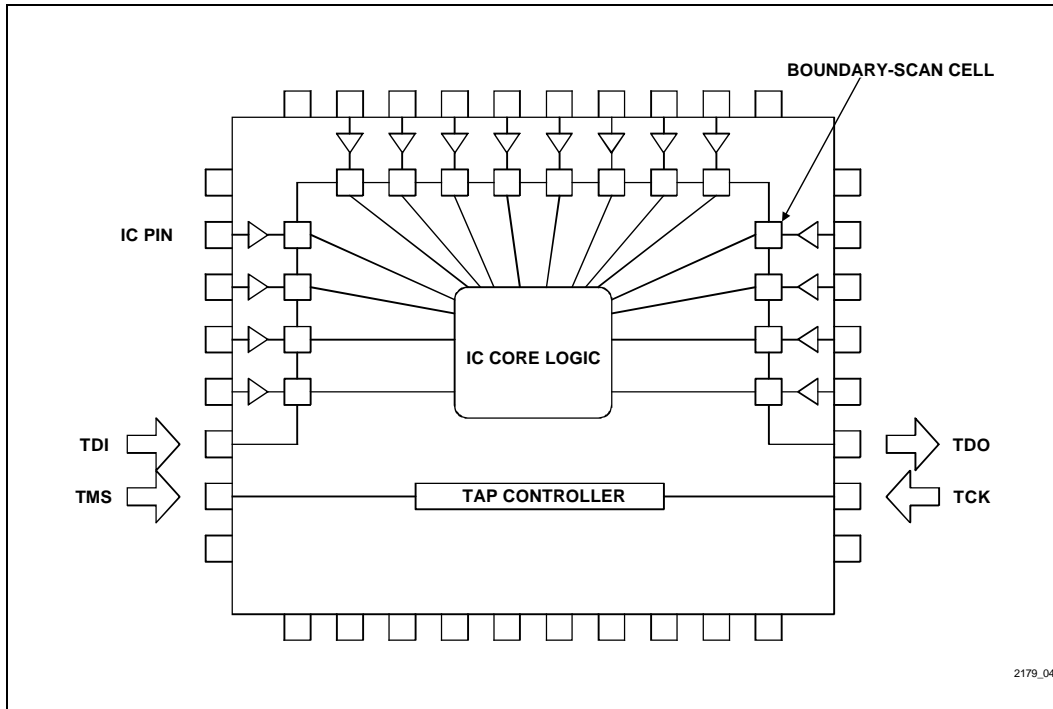 BOUNDARY-SCAN CELL
IC PIN
IC CORE LOGIC
TDI
TDO
TMS
TAP CONTROLLER
TCK
2179_04